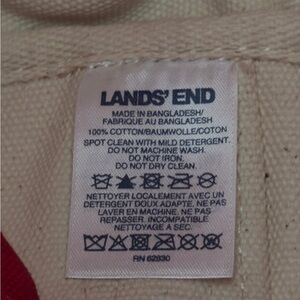 LANDS' END
MADE IN BANGLADESH/
FABRIQUE AU BANGLADESH
100% COTTON/BAUMWOLLE/COTON
SPOT CLEAN WITH MILD DETERGENT.
DO NOT MACHINE WASH.
DO NOT IRON.
DO NOT DRY CLEAN.
NETTOYER LOCALEMENT AVEC UN
DETERGENT DOUX ADAPTE. NE PAS
LAVER EN MACHINE. NE PAS
REPASSER. INCOMPATIBLE
NETTOYAGE A SEC.
RN 62830